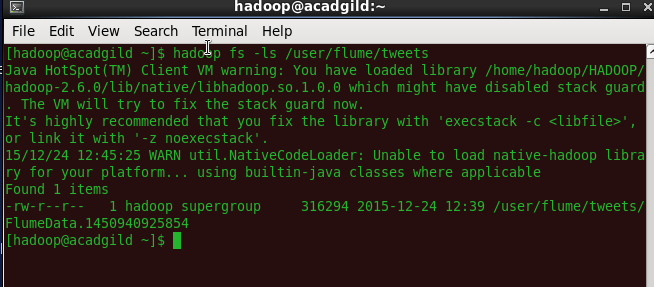 hadoop@acadgild:~
File Edit View Search Terminal Help
[hadoop@acadgild ~]$ hadoop fs -ls /user/flume/tweets
Java HotSpot(TM) Client VM warning: You have loaded library /home/hadoop/HADOOP/
hadoop-2.6.0/lib/native/libhadoop.so.1.0.0 which might have disabled stack guard
. The VM will try to fix the stack guard now.
It's highly recommended that you fix the library with 'execstack -c <libfile>',
or link it with '-z noexecstack'.
15/12/24 12:45:25 WARN util.NativeCodeLoader: Unable to load native-hadoop libra
ry for your platform... using builtin-java classes where applicable
Found 1 items
-rw-r--r--   1 hadoop supergroup     316294 2015-12-24 12:39 /user/flume/tweets/
FlumeData.1450940925854
[hadoop@acadgild ~]$